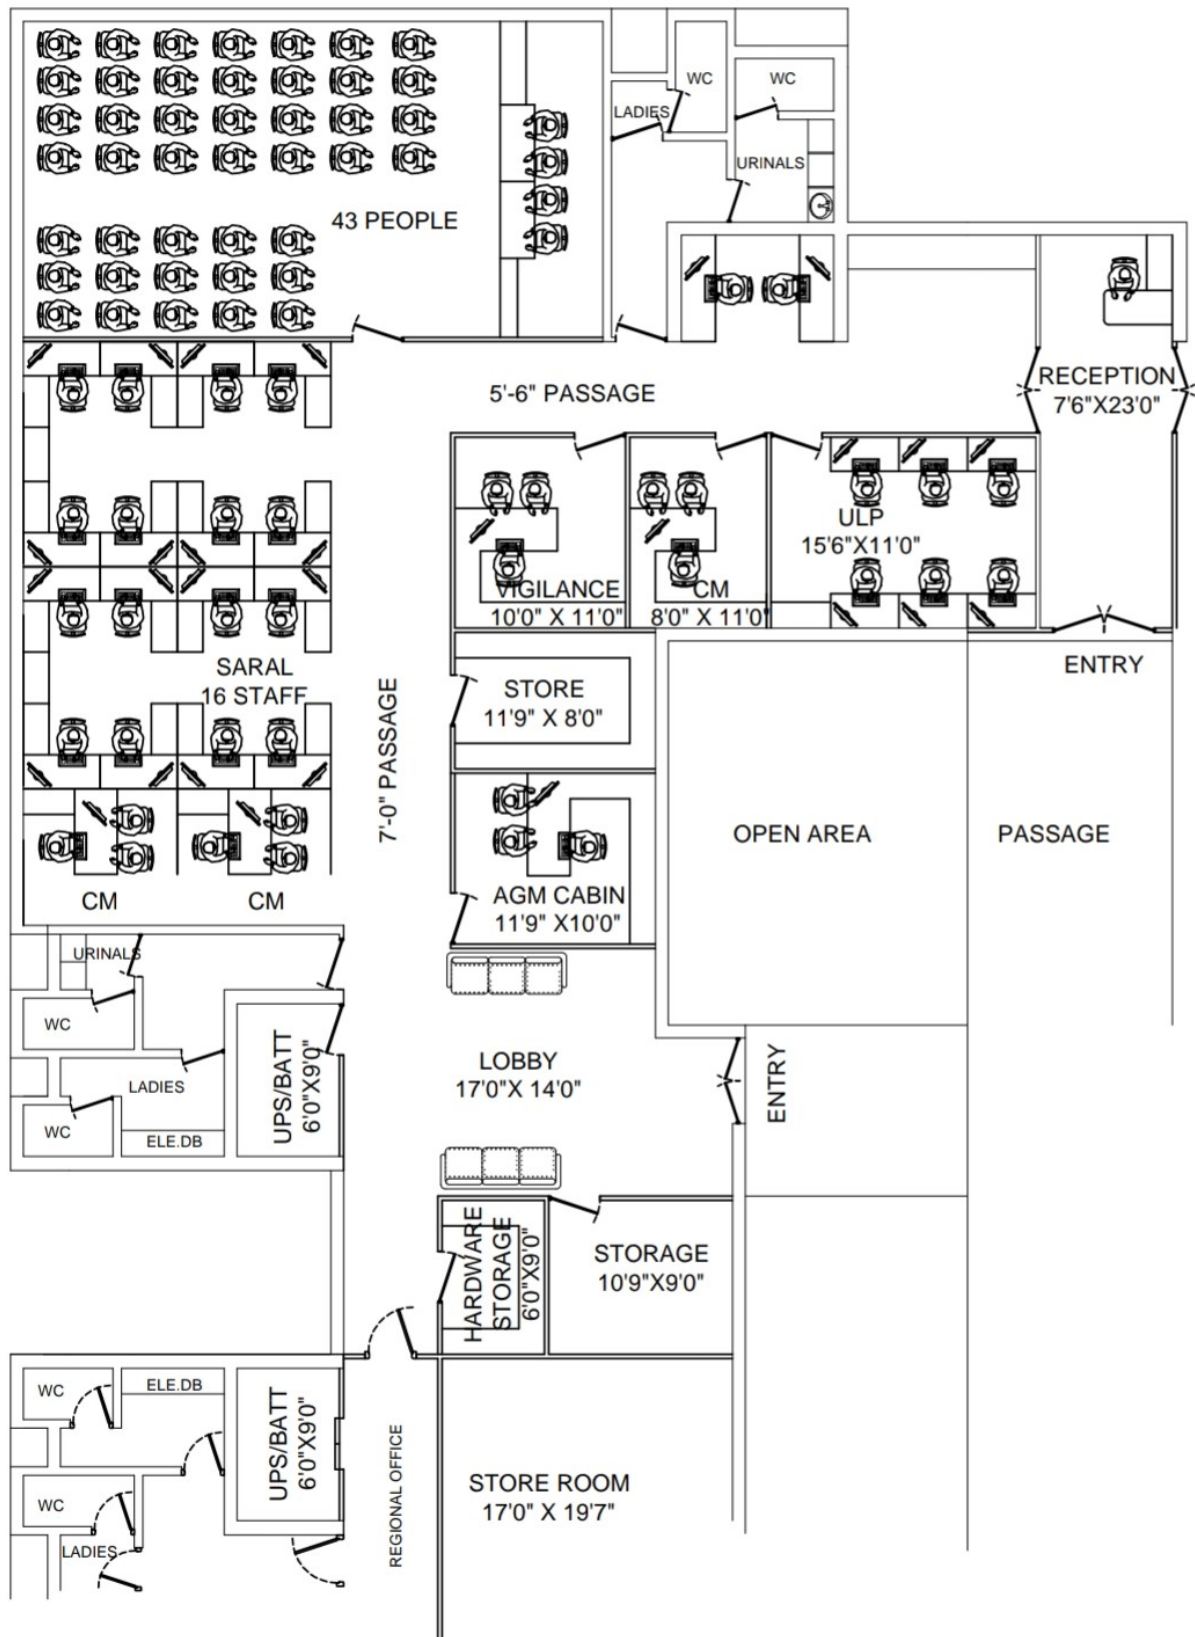 WC
WC
LADIES
URINALS
43 PEOPLE
RECEPTION
7'6"X23'0"
5'-6" PASSAGE
ULP
15'6"X11'0"
VIGILANCE
10'0" X 11'0"
CM
8'0" X 11'0"
SARAL
16 STAFF
STORE
11'9" X 8'0"
ENTRY
7'-0" PASSAGE
OPEN AREA
PASSAGE
AGM CABIN
11'9" X10'0"
CM
CM
URINALS
WC
LADIES
WC
ELE.DB
UPS/BATT
6'0"X9'0"
LOBBY
17'0"X 14'0"
ENTRY
HARDWARE
STORAGE
6'0"X9'0"
STORAGE
10'9"X9'0"
WC
ELE.DB
UPS/BATT
6'0"X9'0"
WC
LADIES
REGIONAL OFFICE
STORE ROOM
17'0" X 19'7"